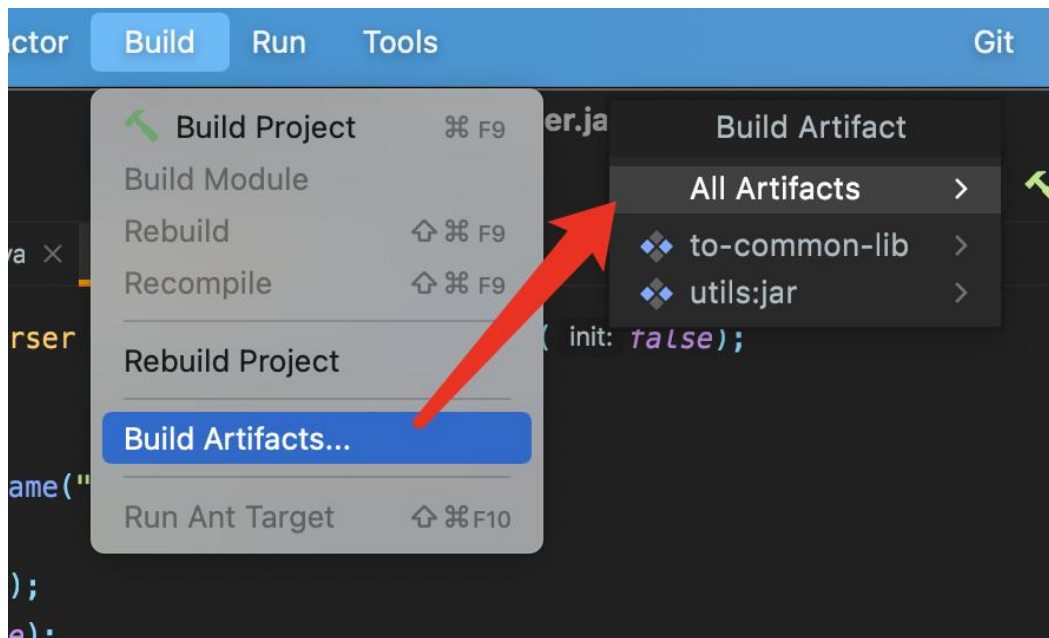 ctor Build Run Tools Git
Build Project ⌘ F9
er.ja
Build Artifact
Build Module
All Artifacts
Rebuild ⇧⌘ F9
va
to-common-lib
Recompile ⇧⌘ F9
utils:jar
rser
( init: false);
Rebuild Project
Build Artifacts...
ame("
Run Ant Target ⇧⌘F10
);
e);